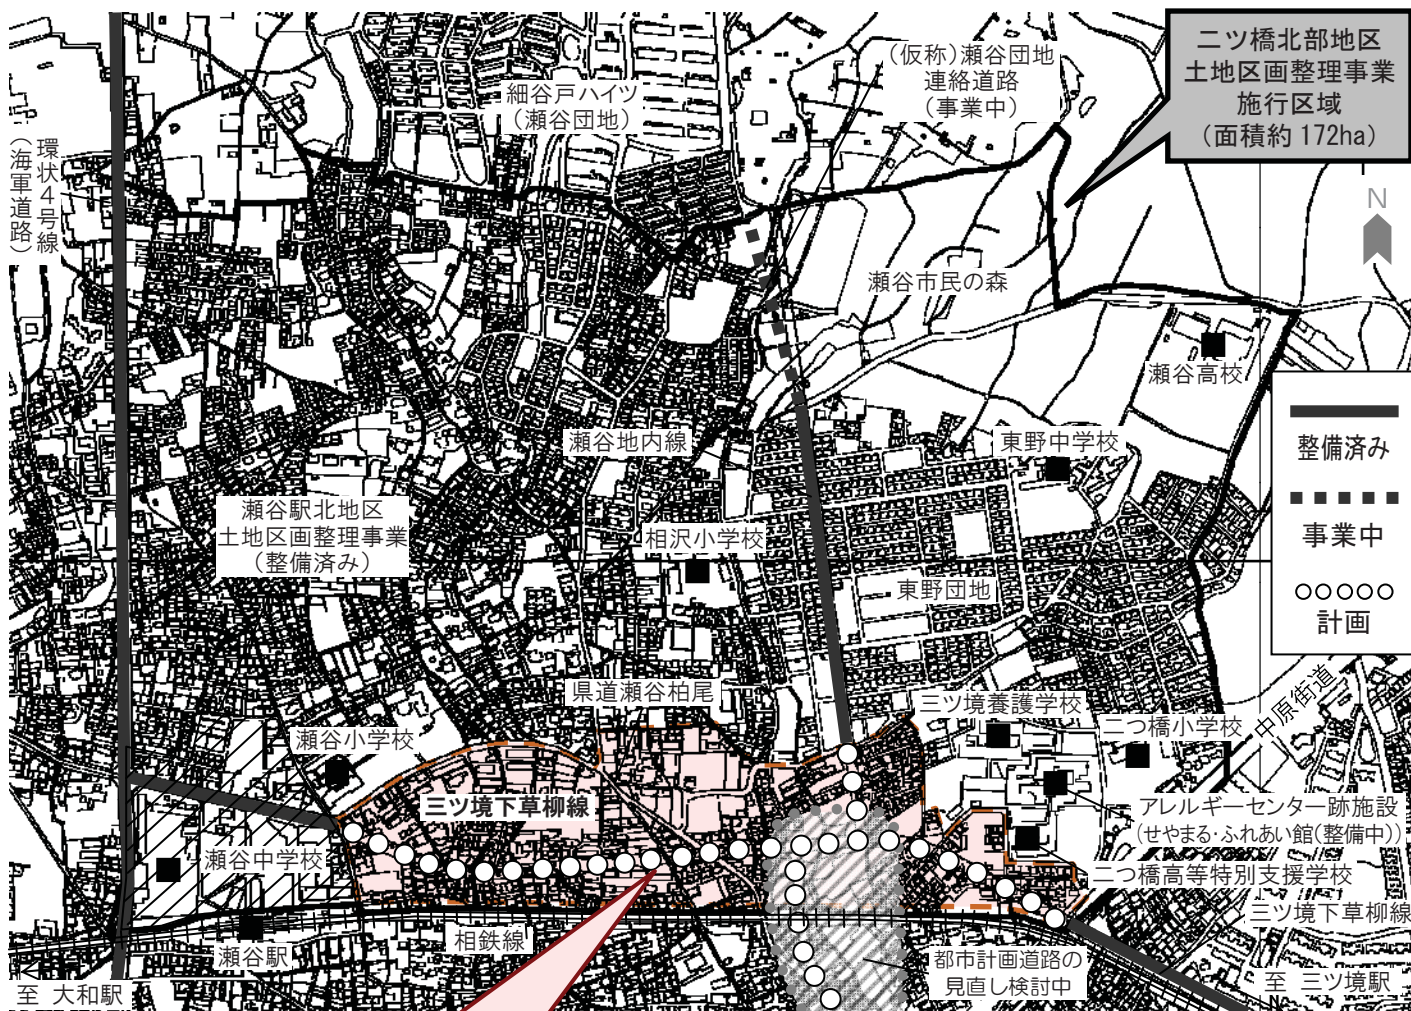 二ツ橋北部地区
土地区画整理事業
施行区域
(面積約172ha)
(仮称)瀬谷団地
連絡道路
(事業中)
細谷戸ハイツ
(瀬谷団地)
環状4号線
(海軍道路)
N
瀬谷市民の森
瀬谷高校
整備済み
事業中
計画
瀬谷地内線
東野中学校
瀬谷駅北地区
土地区画整理事業
(整備済み)
相沢小学校
東野団地
県道瀬谷柏尾
三ツ境養護学校
二つ橋小学校
中原街道
瀬谷小学校
三ツ境下草柳線
アレルギーセンター跡施設
(せやまる・ふれあい館(整備中))
瀬谷中学校
二つ橋高等特別支援学校
三ツ境下草柳線
相鉄線
瀬谷駅
都市計画道路の
見直し検討中
至 大和駅
至 三ツ境駅